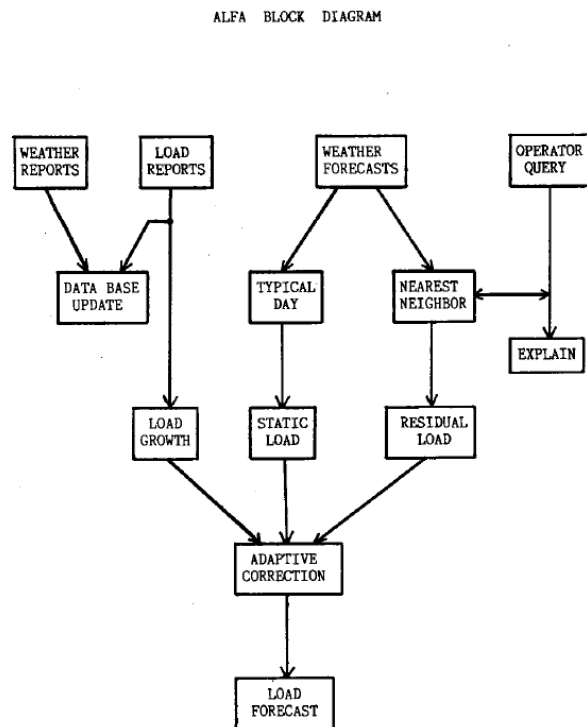 ALFA BLOCK DIAGRAM
WEATHER
REPORTS
LOAD
REPORTS
WEATHER
FORECASTS
OPERATOR
QUERY
DATA BASE
UPDATE
TYPICAL
DAY
NEAREST
NEIGHBOR
EXPLAIN
LOAD
GROWTH
STATIC
LOAD
RESIDUAL
LOAD
ADAPTIVE
CORRECTION
LOAD
FORECAST